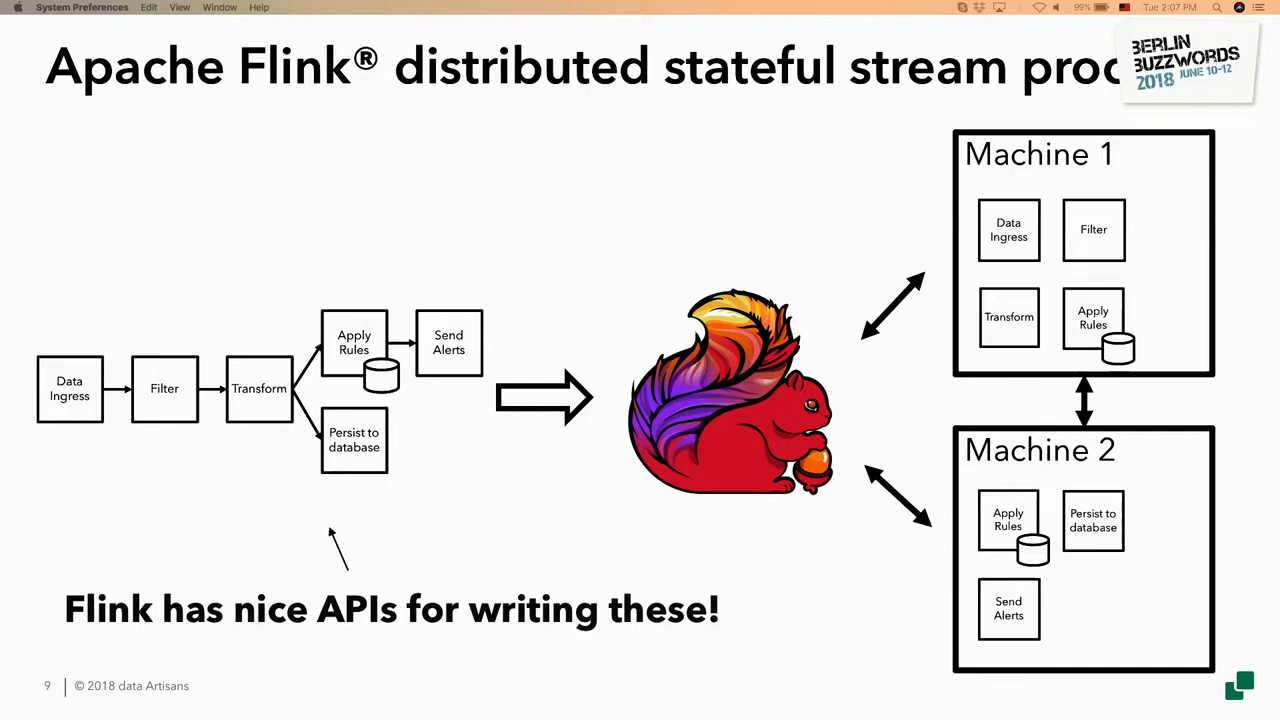 System Preferences Edit View Window Help 99% Tue 2:07 PM
Apache Flink® distributed stateful stream proc
BERLIN
BUZZWORDS
2018 JUNE 10-12
Data
Ingress
Filter
Transform
Apply
Rules
Send
Alerts
Persist to
database
Flink has nice APIs for writing these!
Machine 1
Data
Ingress
Filter
Transform
Apply
Rules
Machine 2
Apply
Rules
Persist to
database
Send
Alerts
9 © 2018 data Artisans